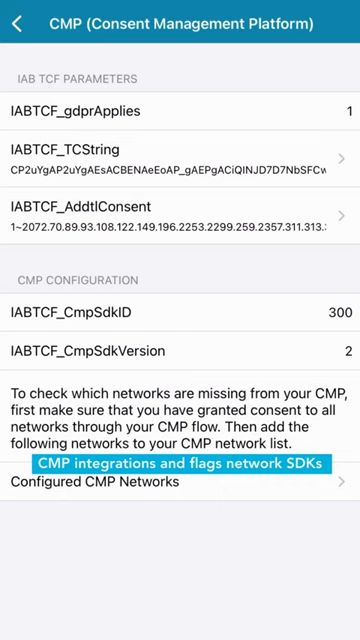 CMP (Consent Management Platform)
IAB TCF PARAMETERS
IABTCF_gdprApplies 1
IABTCF_TCString
CP2uYgAP2uYgAEsACBENAeEoAP_gAEPgACiQINJD7D7NbSFCw
IABTCF_AddtlConsent
1~2072.70.89.93.108.122.149.196.2253.2299.259.2357.311.313.
CMP CONFIGURATION
IABTCF_CmpSdkID 300
IABTCF_CmpSdkVersion 2
To check which networks are missing from your CMP,
first make sure that you have granted consent to all
networks through your CMP flow. Then add the
following networks to your CMP network list.
CMP integrations and flags network SDKs
Configured CMP Networks